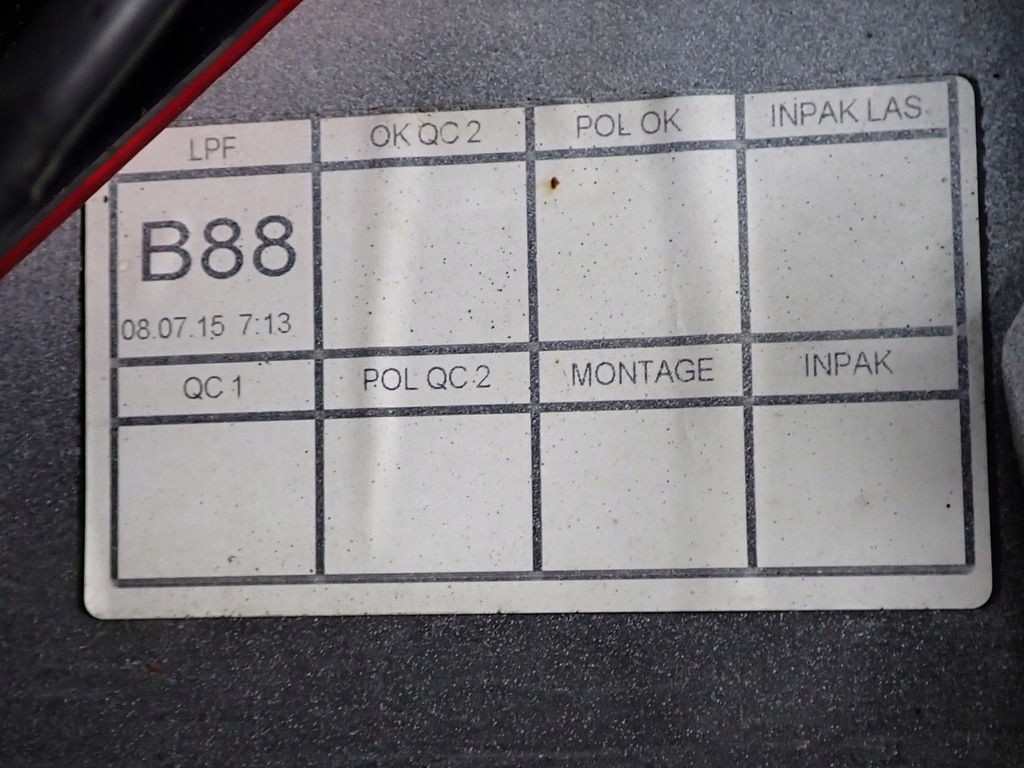 LPF
OK QC 2
POL OK
INPAK LAS
B88
08.07.15 7:13
QC 1
POL QC 2
MONTAGE
INPAK